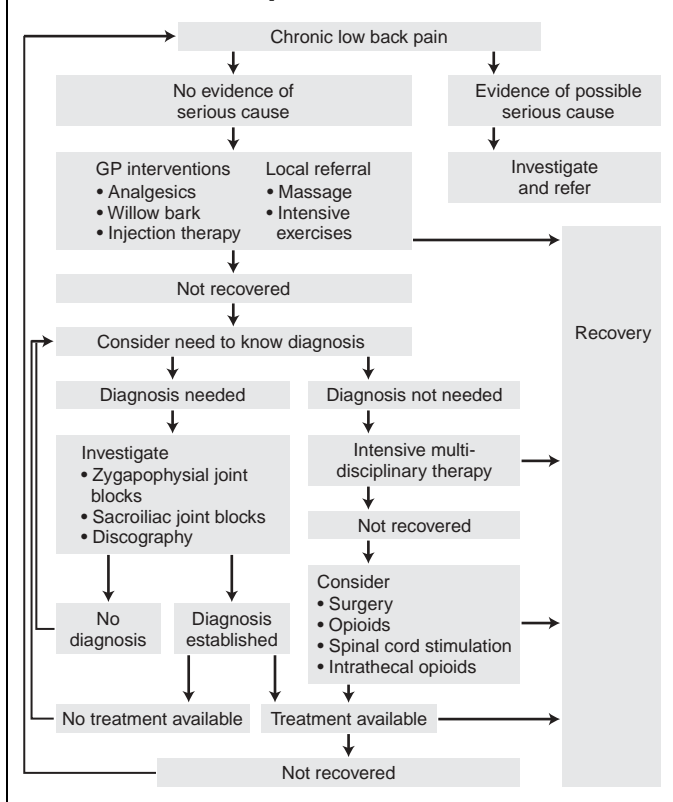 Chronic low back pain
No evidence of
serious cause
Evidence of possible
serious cause
GP interventions
• Analgesics
• Willow bark
• Injection therapy
Local referral
• Massage
• Intensive
exercises
Investigate
and refer
Not recovered
Recovery
Consider need to know diagnosis
Diagnosis needed
Diagnosis not needed
Investigate
• Zygapophysial joint
blocks
• Sacroiliac joint blocks
• Discography
Intensive multi-
disciplinary therapy
Not recovered
Consider
• Surgery
• Opioids
• Spinal cord stimulation
• Intrathecal opioids
No
diagnosis
Diagnosis
established
No treatment available
Treatment available
Not recovered